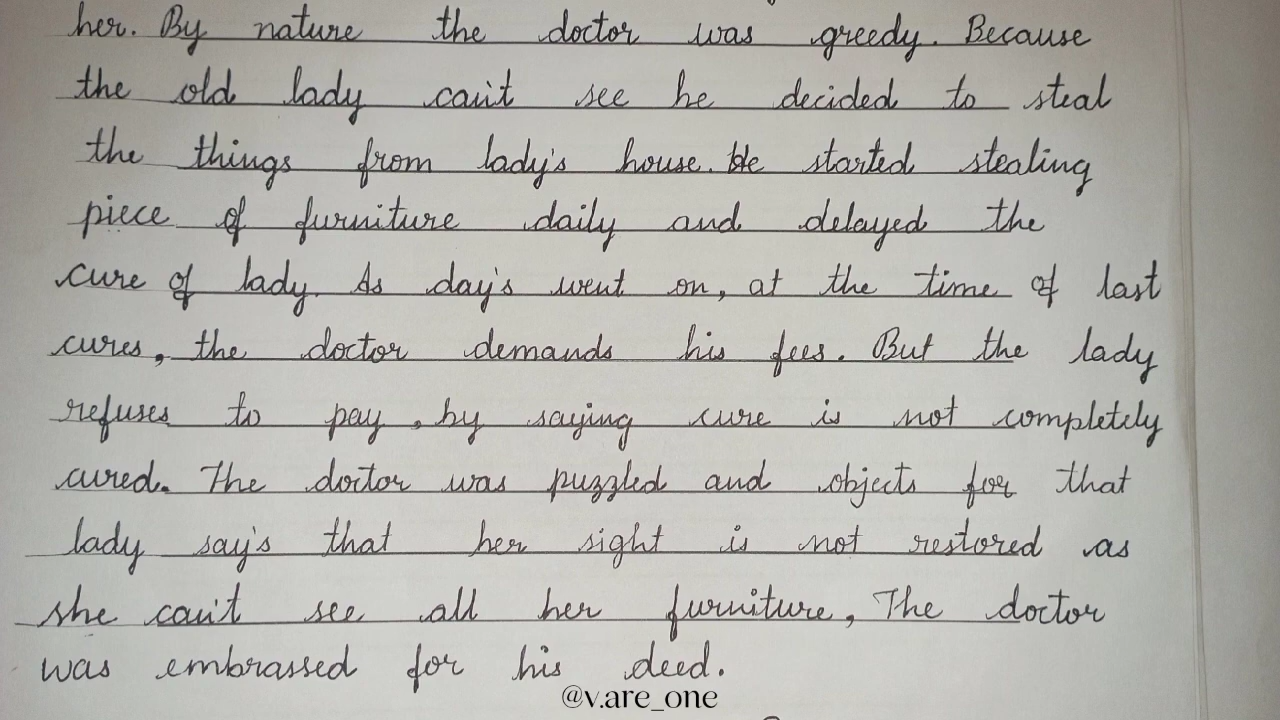 her. By nature the doctor was greedy. Because
the old lady can't see he decided to steal
the things from lady's house. He started stealing
piece of furniture daily and delayed the
cure of lady. As day's went on, at the time of last
cures, the doctor demands his fees. But the lady
refuses to pay, by saying cure is not completely
cured. The doctor was puzzled and objects for that
lady say's that her sight is not restored as
she can't see all her furniture, The doctor
was embrassed for his deed.
@v.are_one